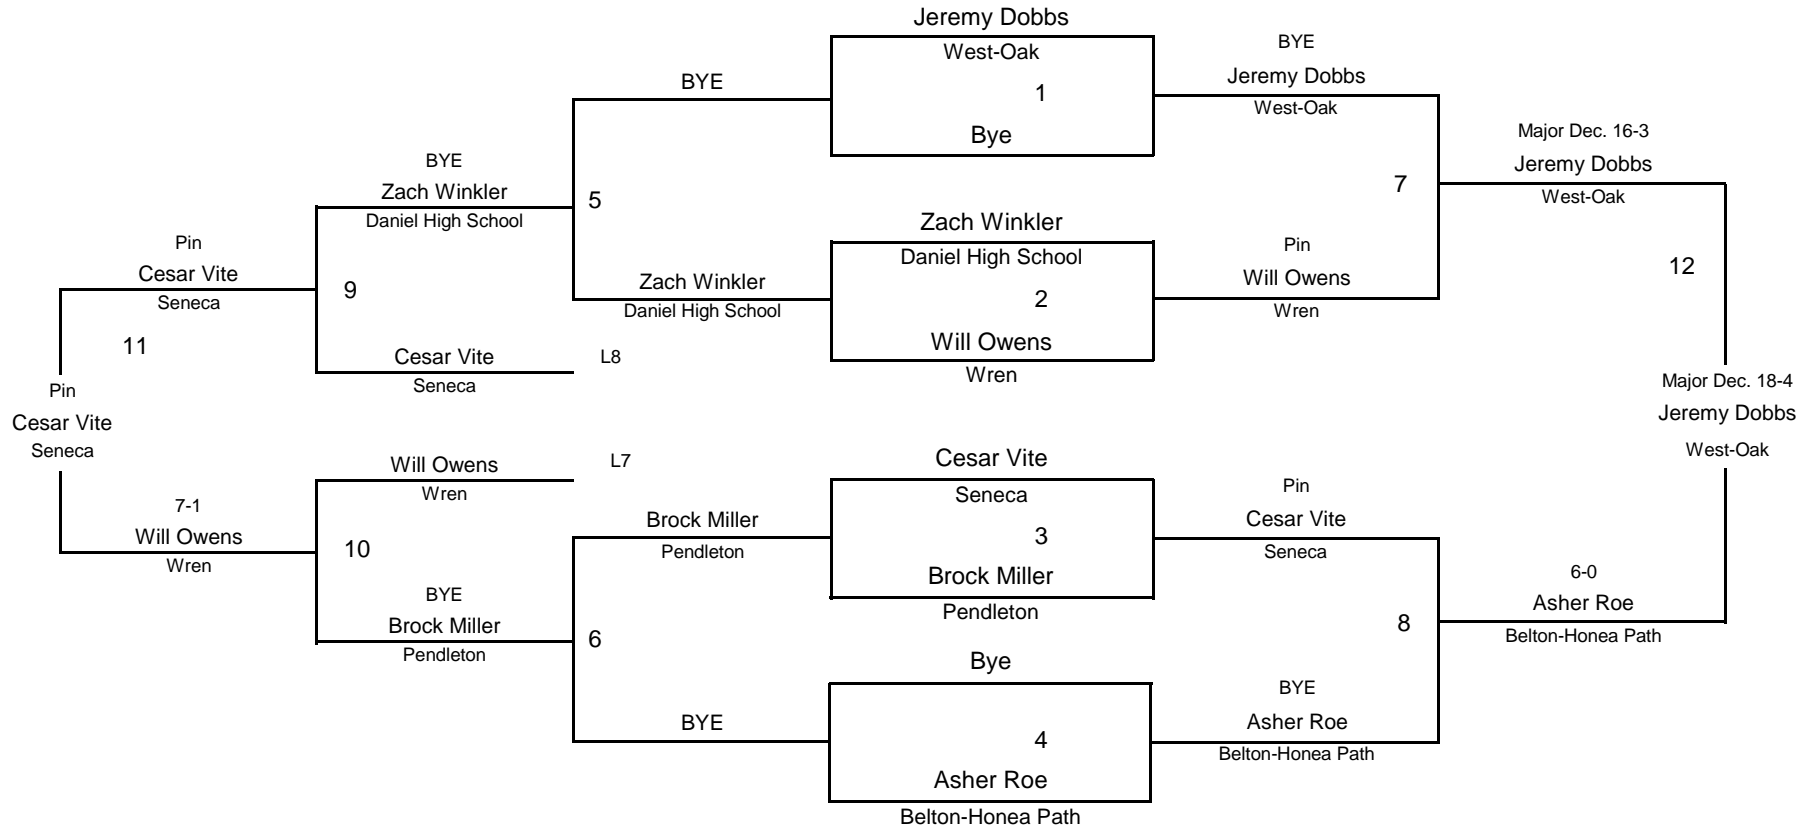 Jeremy Dobbs
West-Oak
1
Bye
BYE
Jeremy Dobbs
West-Oak
BYE
Zach Winkler
Daniel High School
2
Will Owens
Wren
Pin
Will Owens
Wren
7
Major Dec. 16-3
Jeremy Dobbs
West-Oak
12
Major Dec. 18-4
Jeremy Dobbs
West-Oak
BYE
Zach Winkler
Daniel High School
5
Zach Winkler
Daniel High School
Pin
Cesar Vite
Seneca
9
Cesar Vite
Seneca
L8
11
Pin
Cesar Vite
Seneca
Will Owens
Wren
L7
7-1
Will Owens
Wren
10
BYE
Brock Miller
Pendleton
Brock Miller
Pendleton
6
BYE
Cesar Vite
Seneca
3
Brock Miller
Pendleton
Pin
Cesar Vite
Seneca
8
Bye
4
Asher Roe
Belton-Honea Path
BYE
Asher Roe
Belton-Honea Path
6-0
Asher Roe
Belton-Honea Path